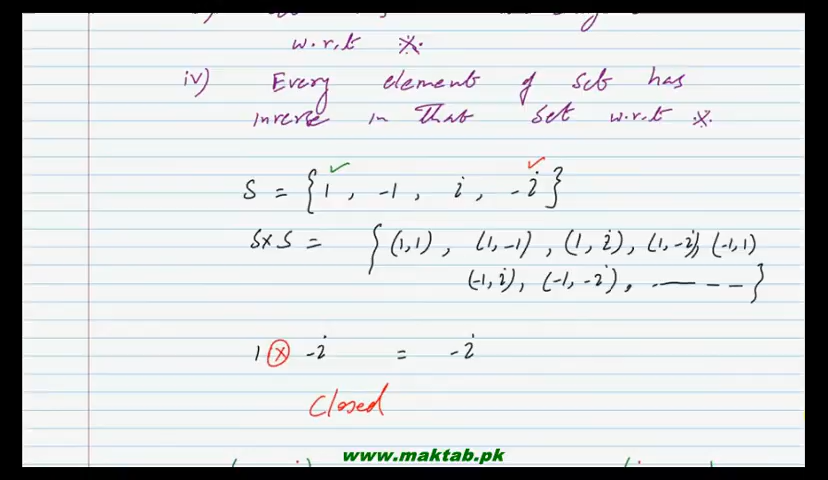 w.r.t ※.
iv) Every elements of set has
inverse in that set w.r.t ※.
S = { 1 , -1 , i , -i }
S×S = { (1,1) , (1,-1) , (1,i) , (1,-i) , (-1,1)
(-1,i) , (-1,-i) , ——— — — }
1 × -i = -i
Closed
www.maktab.pk